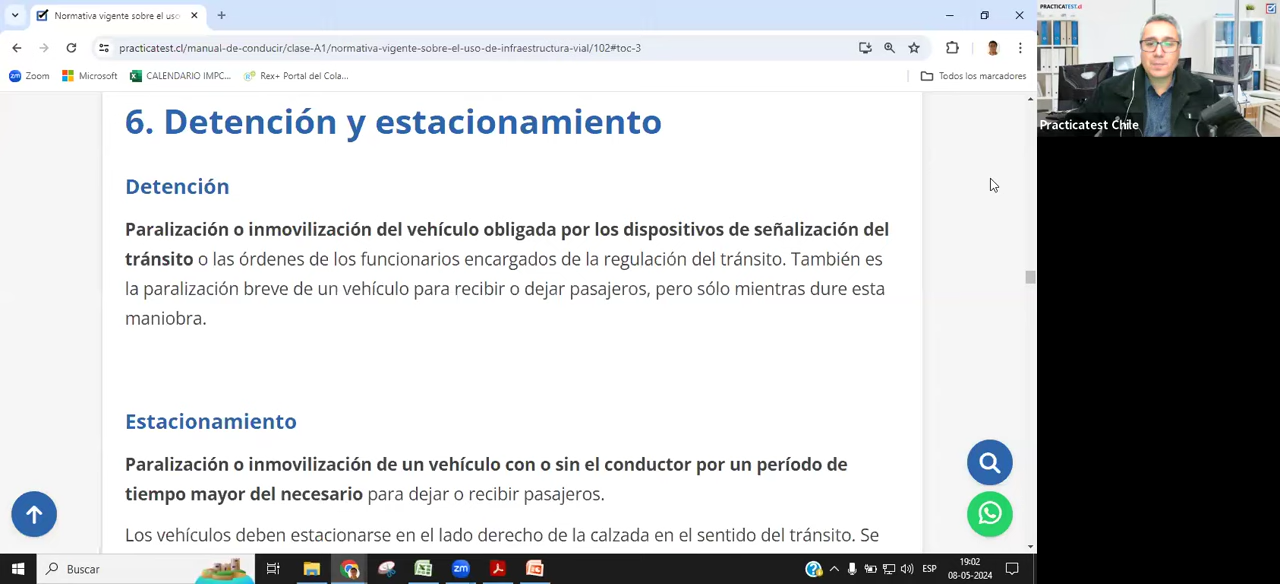 Normativa vigente sobre el uso
practicatest.cl/manual-de-conducir/clase-A1/normativa-vigente-sobre-el-uso-de-infraestructura-vial/102#toc-3
Zoom
Microsoft
CALENDARIO IMPC...
Rex+ Portal del Cola...
Todos los marcadores
PRACTICATEST.cl
Practicatest Chile
6. Detención y estacionamiento
Detención
Paralización o inmovilización del vehículo obligada por los dispositivos de señalización del
tránsito o las órdenes de los funcionarios encargados de la regulación del tránsito. También es
la paralización breve de un vehículo para recibir o dejar pasajeros, pero sólo mientras dure esta
maniobra.
Estacionamiento
Paralización o inmovilización de un vehículo con o sin el conductor por un período de
tiempo mayor del necesario para dejar o recibir pasajeros.
Los vehículos deben estacionarse en el lado derecho de la calzada en el sentido del tránsito. Se
Buscar
ESP
19:02
08-05-2024